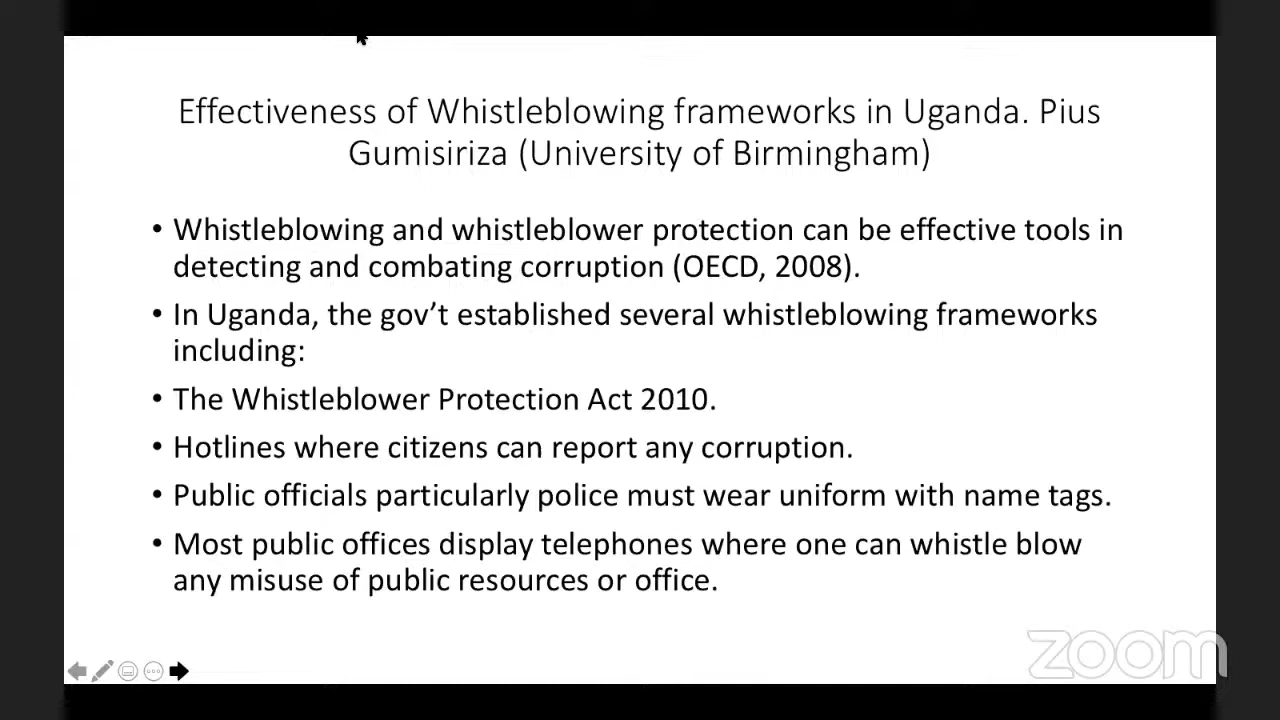 Effectiveness of Whistleblowing frameworks in Uganda. Pius
Gumisiriza (University of Birmingham)
• Whistleblowing and whistleblower protection can be effective tools in
detecting and combating corruption (OECD, 2008).
• In Uganda, the gov’t established several whistleblowing frameworks
including:
• The Whistleblower Protection Act 2010.
• Hotlines where citizens can report any corruption.
• Public officials particularly police must wear uniform with name tags.
• Most public offices display telephones where one can whistle blow
any misuse of public resources or office.
zoom